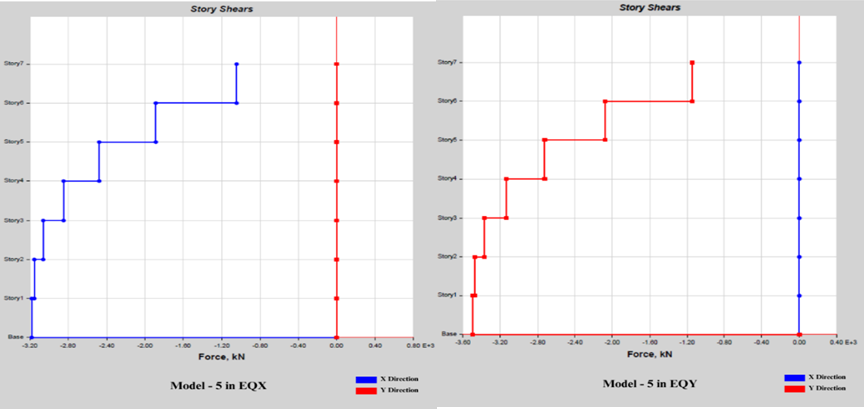 Story Shears
Story7
Story6
Story5
Story4
Story3
Story2
Story1
Base
-3.20 -2.80 -2.40 -2.00 -1.60 -1.20 -0.80 -0.40 0.00 0.40 0.80 E+3
Force, kN
Model - 5 in EQX
X Direction
Y Direction
Story Shears
Story7
Story6
Story5
Story4
Story3
Story2
Story1
Base
-3.60 -3.20 -2.80 -2.40 -2.00 -1.60 -1.20 -0.80 -0.40 0.00 0.40 E+3
Force, kN
Model - 5 in EQY
X Direction
Y Direction